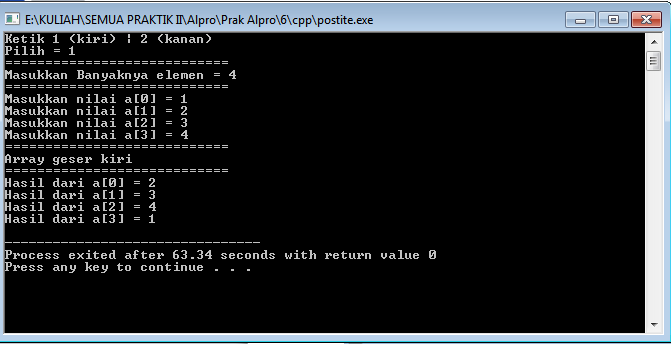 E:\KULIAH\SEMUA PRAKTIK II\Alpro\Prak Alpro\6\cpp\postite.exe
Ketik 1 (kiri) ¦ 2 (kanan)
Pilih = 1
============================
Masukkan Banyaknya elemen = 4
============================
Masukkan nilai a[0] = 1
Masukkan nilai a[1] = 2
Masukkan nilai a[2] = 3
Masukkan nilai a[3] = 4
============================
Array geser kiri
============================
Hasil dari a[0] = 2
Hasil dari a[1] = 3
Hasil dari a[2] = 4
Hasil dari a[3] = 1
--------------------------------
Process exited after 63.34 seconds with return value 0
Press any key to continue . . .